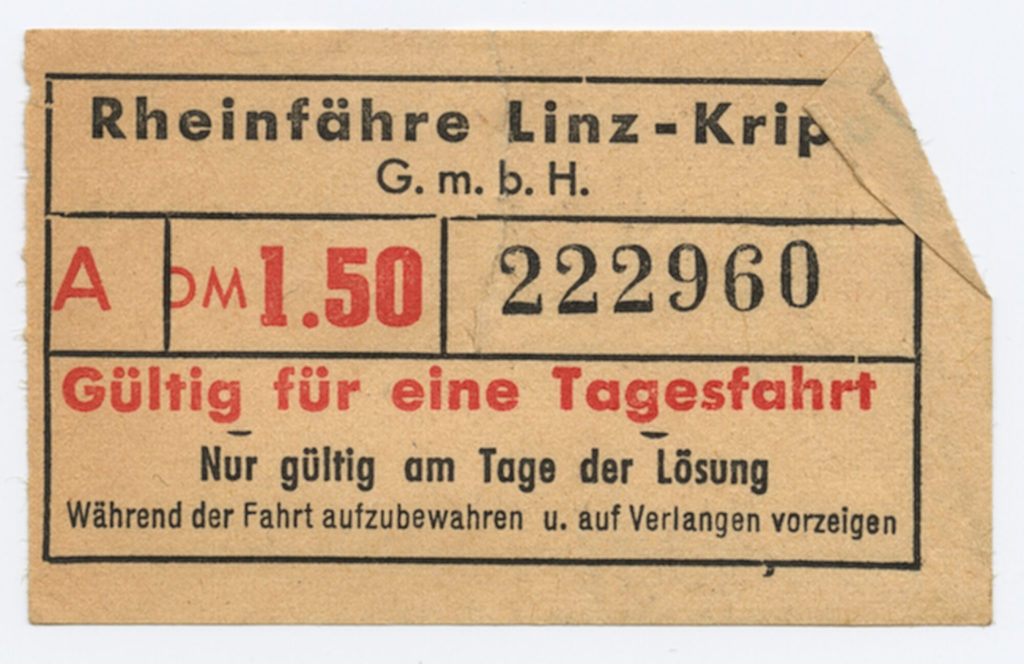 Rheinfähre Linz-Krip
G. m. b. H.
A DM 1.50 222960
Gültig für eine Tagesfahrt
Nur gültig am Tage der Lösung
Während der Fahrt aufzubewahren u. auf Verlangen vorzeigen